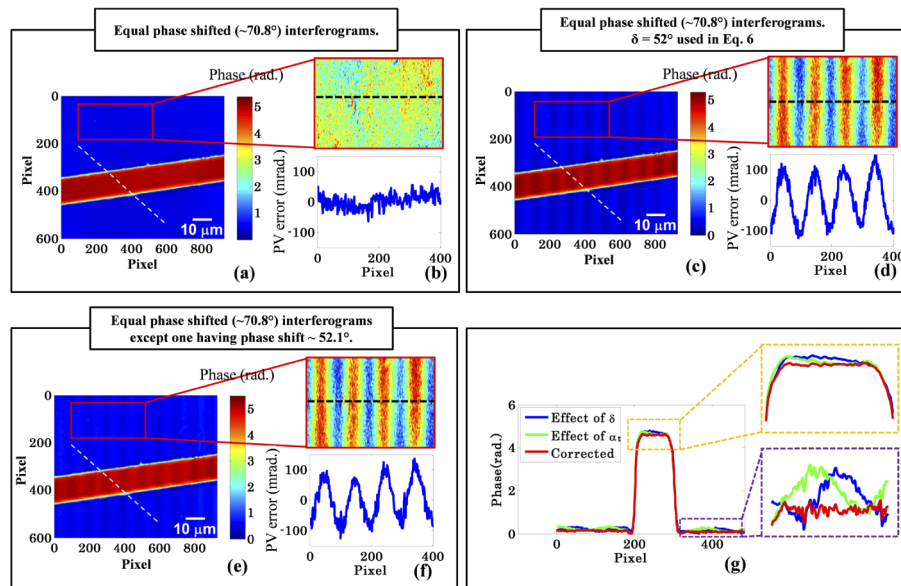 Equal phase shifted (~70.8°) interferograms.
Phase (rad.)
0
200
400
600
Pixel
0 200 400 600 800
Pixel
5
4
3
2
1
10 μm
(a)
PV error (mrad.)
100
0
-100
0 200 400
Pixel
(b)
Equal phase shifted (~70.8°) interferograms.
δ = 52° used in Eq. 6
Phase (rad.)
0
200
400
600
Pixel
0 200 400 600 800
Pixel
5
4
3
2
1
0
10 μm
(c)
PV error (mrad.)
100
0
-100
0 200 400
Pixel
(d)
Equal phase shifted (~70.8°) interferograms
except one having phase shift ~ 52.1°.
Phase (rad.)
0
200
400
600
Pixel
0 200 400 600 800
Pixel
5
4
3
2
1
0
10 μm
(e)
PV error (mrad.)
100
0
-100
0 200 400
Pixel
(f)
Phase(rad.)
6
4
2
0
Effect of δ
Effect of αt
Corrected
0 100 200 300 400
Pixel
(g)